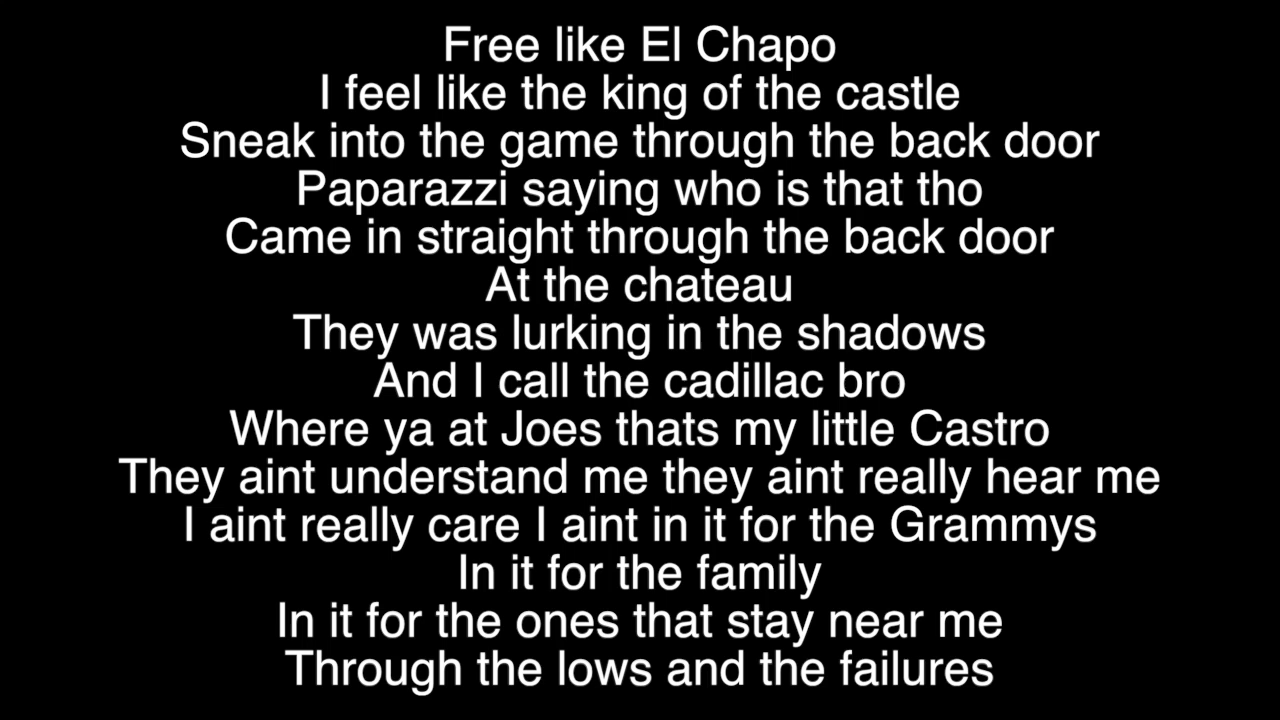 Free like El Chapo
I feel like the king of the castle
Sneak into the game through the back door
Paparazzi saying who is that tho
Came in straight through the back door
At the chateau
They was lurking in the shadows
And I call the cadillac bro
Where ya at Joes thats my little Castro
They aint understand me they aint really hear me
I aint really care I aint in it for the Grammys
In it for the family
In it for the ones that stay near me
Through the lows and the failures